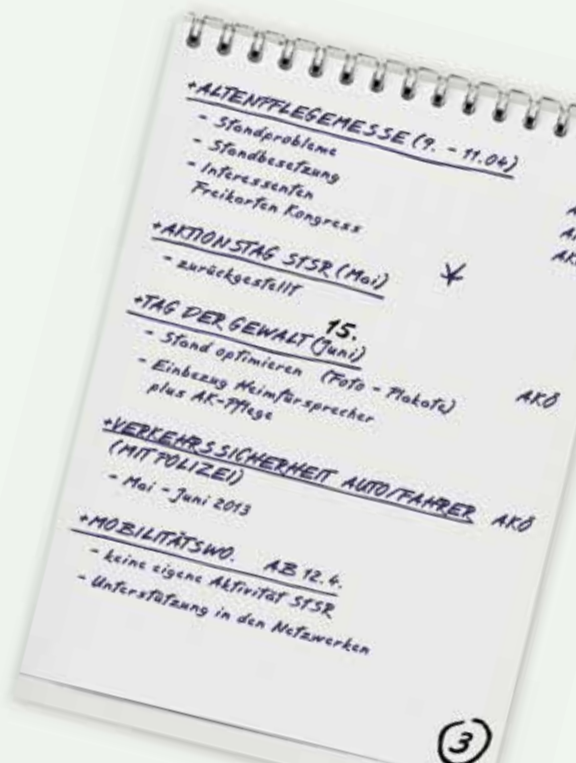 +ALTENPFLEGEMESSE (9. - 11.04)
- Standprobleme
- Standbesetzung
- Interessenten
Freikarten Kongress
+AKTIONSTAG StSR (Mai)
- zurückgestellt
15.
+TAG DER GEWALT (Juni)
- Stand optimieren (Foto - Plakate)
- Einbezug Heimfürsprecher
plus AK-Pflege
AKÖ
+VERKEHRSSICHERHEIT AUTOFAHRER AKÖ
(MIT POLIZEI)
- Mai - Juni 2013
+MOBILITÄTSWO. AB 12.4.
- keine eigene Aktivität StSR
- Unterstützung in den Netzwerken
3